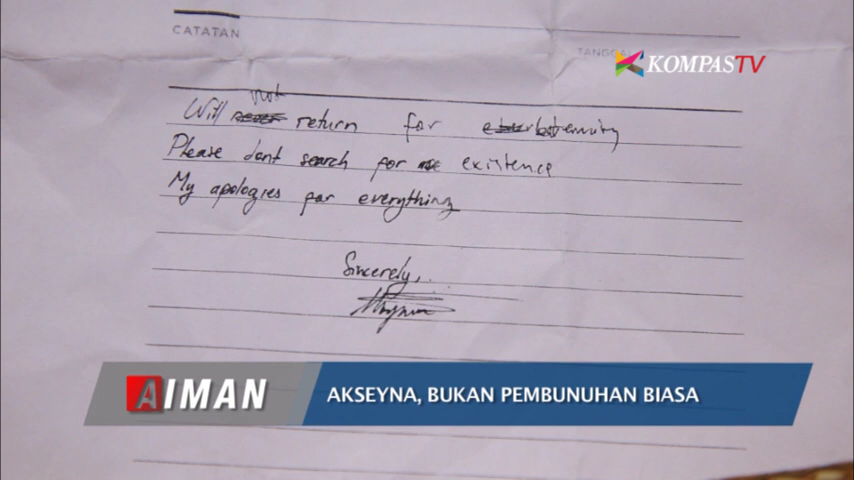 CATATAN
TANGGAL
KOMPASTV
Will not return for eternity
Please dont search for existence
My apologies for everything
Sincerely,
AIMAN
AKSEYNA, BUKAN PEMBUNUHAN BIASA